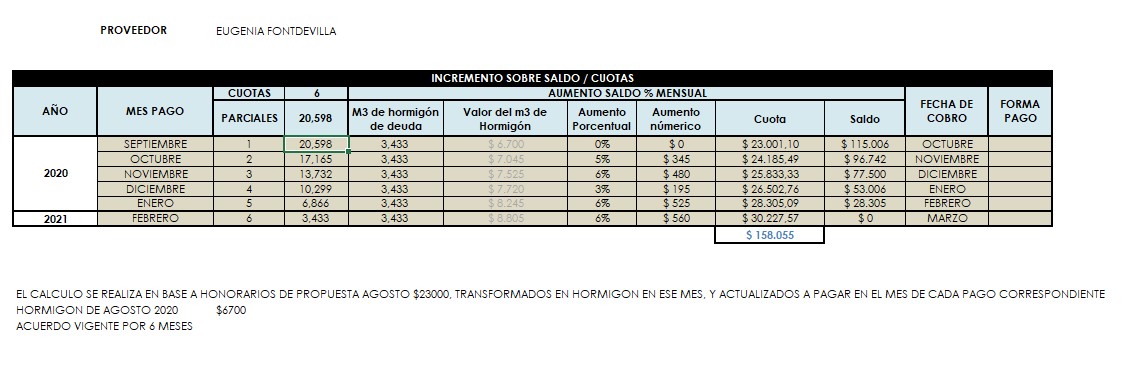 PROVEEDOR EUGENIA FONTDEVILLA
INCREMENTO SOBRE SALDO / CUOTAS
AÑO MES PAGO CUOTAS 6 AUMENTO SALDO % MENSUAL FECHA DE COBRO FORMA PAGO
PARCIALES 20,598 M3 de hormigón de deuda Valor del m3 de Hormigón Aumento Porcentual Aumento númerico Cuota Saldo
2020 SEPTIEMBRE 1 20,598 3,433 $ 6.700 0% $ 0 $ 23.001,10 $ 115.006 OCTUBRE
OCTUBRE 2 17,165 3,433 $ 7.045 5% $ 345 $ 24.185,49 $ 96.742 NOVIEMBRE
NOVIEMBRE 3 13,732 3,433 $ 7.525 6% $ 480 $ 25.833,33 $ 77.500 DICIEMBRE
DICIEMBRE 4 10,299 3,433 $ 7.720 3% $ 195 $ 26.502,76 $ 53.006 ENERO
ENERO 5 6,866 3,433 $ 8.245 6% $ 525 $ 28.305,09 $ 28.305 FEBRERO
2021 FEBRERO 6 3,433 3,433 $ 8.805 6% $ 560 $ 30.227,57 $ 0 MARZO
$ 158.055
EL CALCULO SE REALIZA EN BASE A HONORARIOS DE PROPUESTA AGOSTO $23000, TRANSFORMADOS EN HORMIGON EN ESE MES, Y ACTUALIZADOS A PAGAR EN EL MES DE CADA PAGO CORRESPONDIENTE
HORMIGON DE AGOSTO 2020 $6700
ACUERDO VIGENTE POR 6 MESES